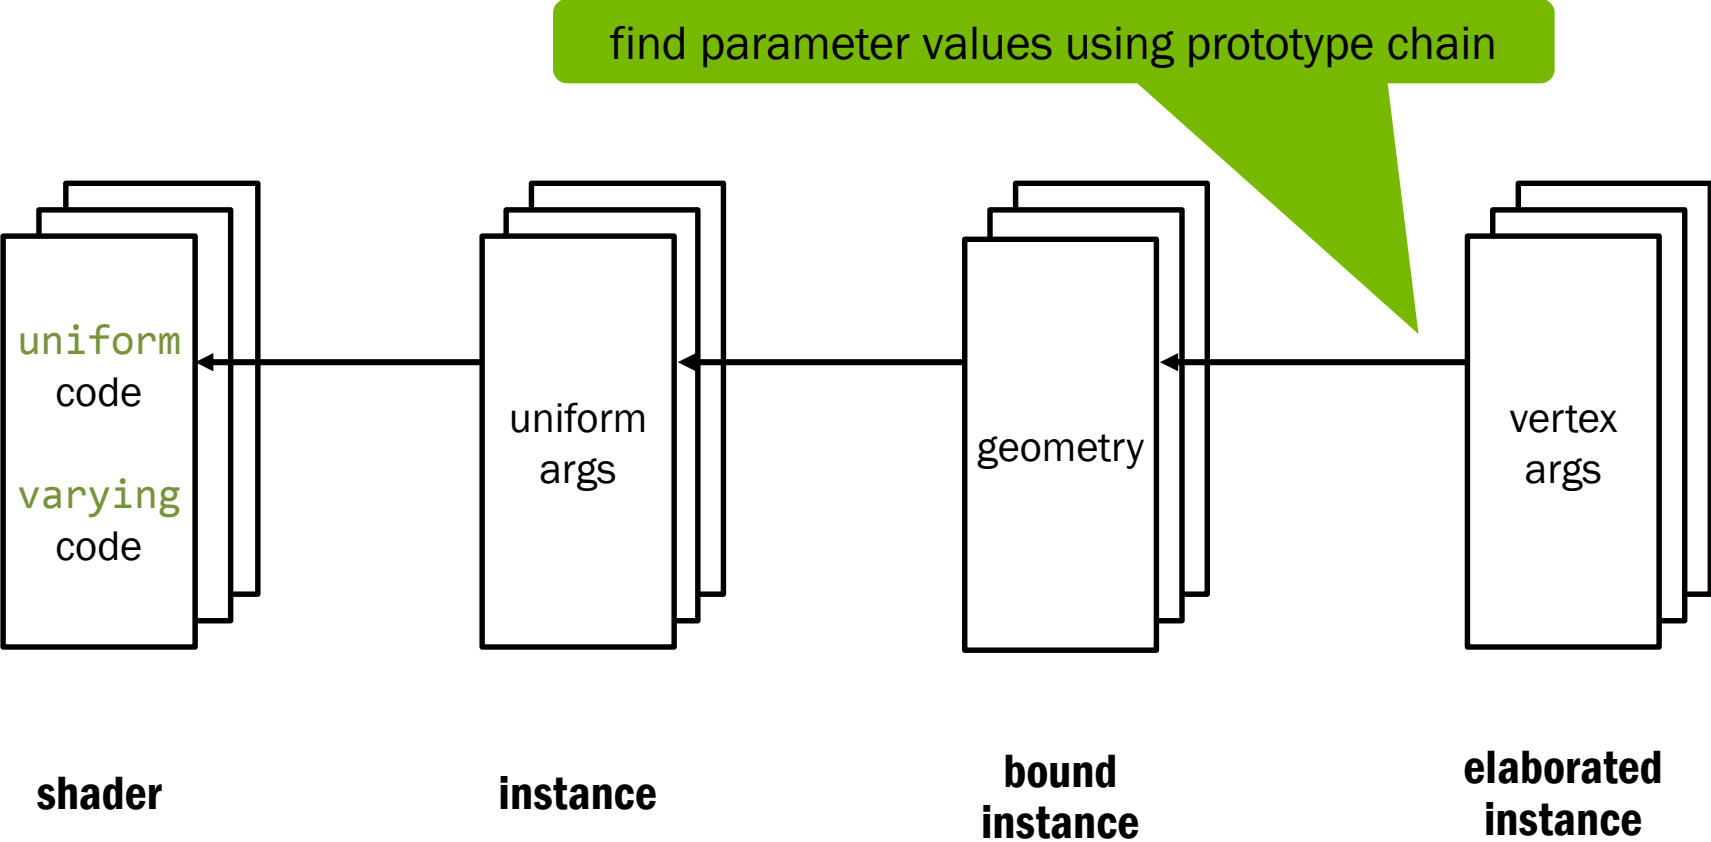 find parameter values using prototype chain
uniform
code
varying
code
uniform
args
geometry
vertex
args
shader
instance
bound
instance
elaborated
instance